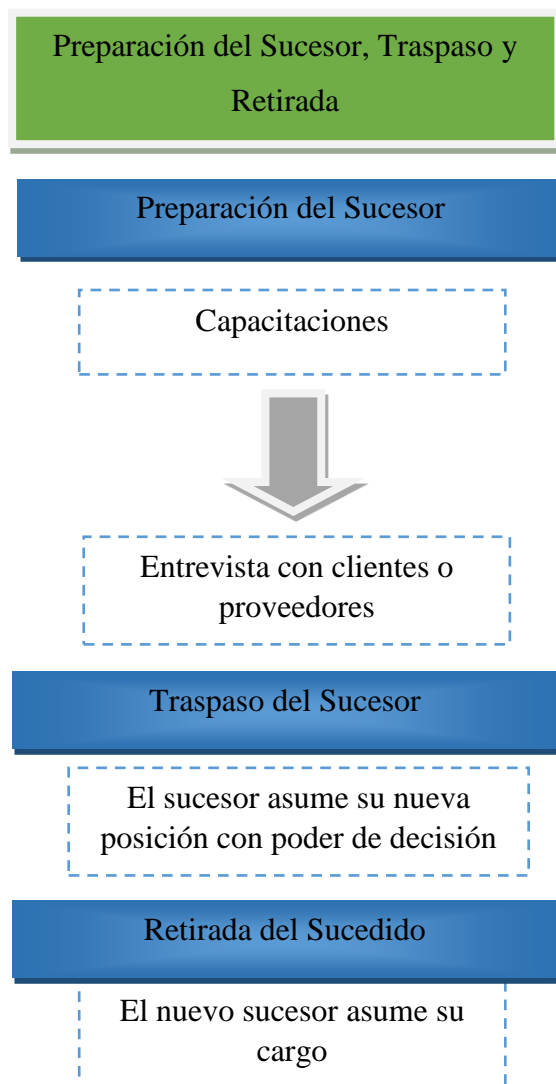 Preparación del Sucesor, Traspaso y
Retirada
Preparación del Sucesor
Capacitaciones
Entrevista con clientes o
proveedores
Traspaso del Sucesor
El sucesor asume su nueva
posición con poder de decisión
Retirada del Sucedido
El nuevo sucesor asume su
cargo